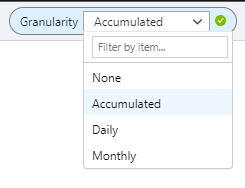 Granularity Accumulated
Filter by item...
None
Accumulated
Daily
Monthly